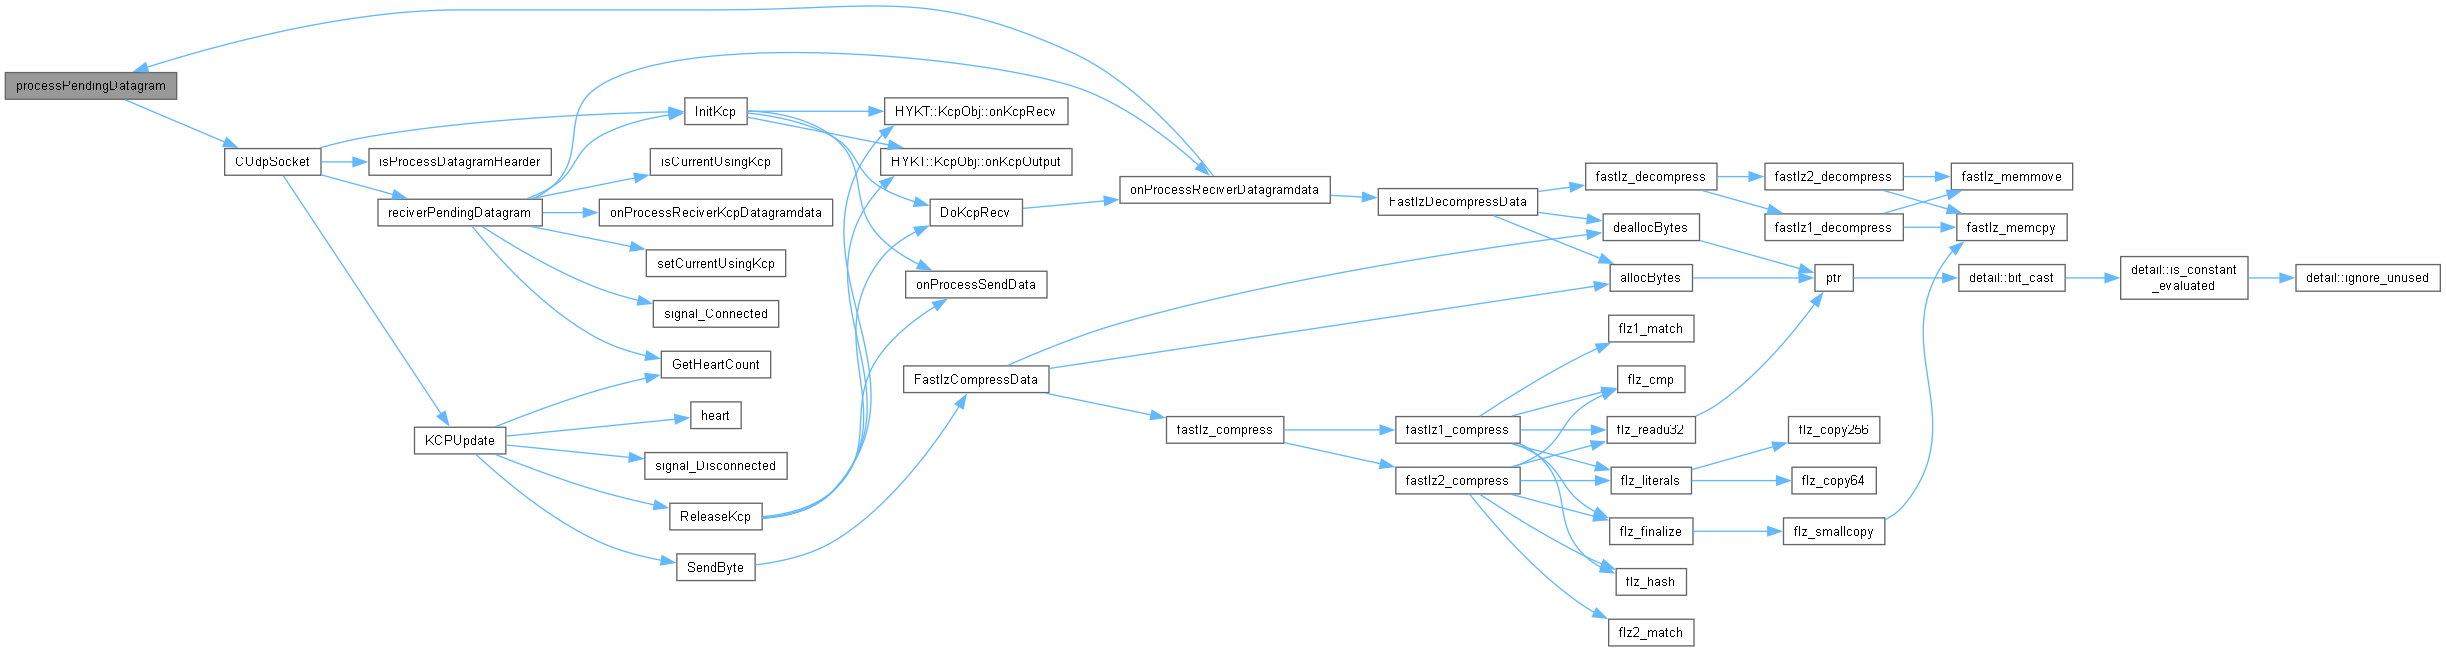 processPendingDatagram
CUdpSocket
InitKcp
isProcessDatagramHearder
reciverPendingDatagram
KCPUpdate
isCurrentUsingKcp
onProcessReciverKcpDatagramdata
setCurrentUsingKcp
signal_Connected
GetHeartCount
heart
signal_Disconnected
ReleaseKcp
SendByte
HYKT::KcpObj::onKcpRecv
HYKT::KcpObj::onKcpOutput
DoKcpRecv
onProcessSendData
FastlzCompressData
onProcessReciverDatagramdata
fastlz_compress
FastlzDecompressData
fastlz1_compress
fastlz2_compress
fastlz_decompress
deallocBytes
allocBytes
flz1_match
flz_cmp
flz_readu32
flz_literals
flz_finalize
flz_hash
flz2_match
fastlz2_decompress
fastlz1_decompress
ptr
flz_copy256
flz_copy64
flz_smallcopy
fastlz_memmove
fastlz_memcpy
detail::bit_cast
detail::is_constant
_evaluated
detail::ignore_unused